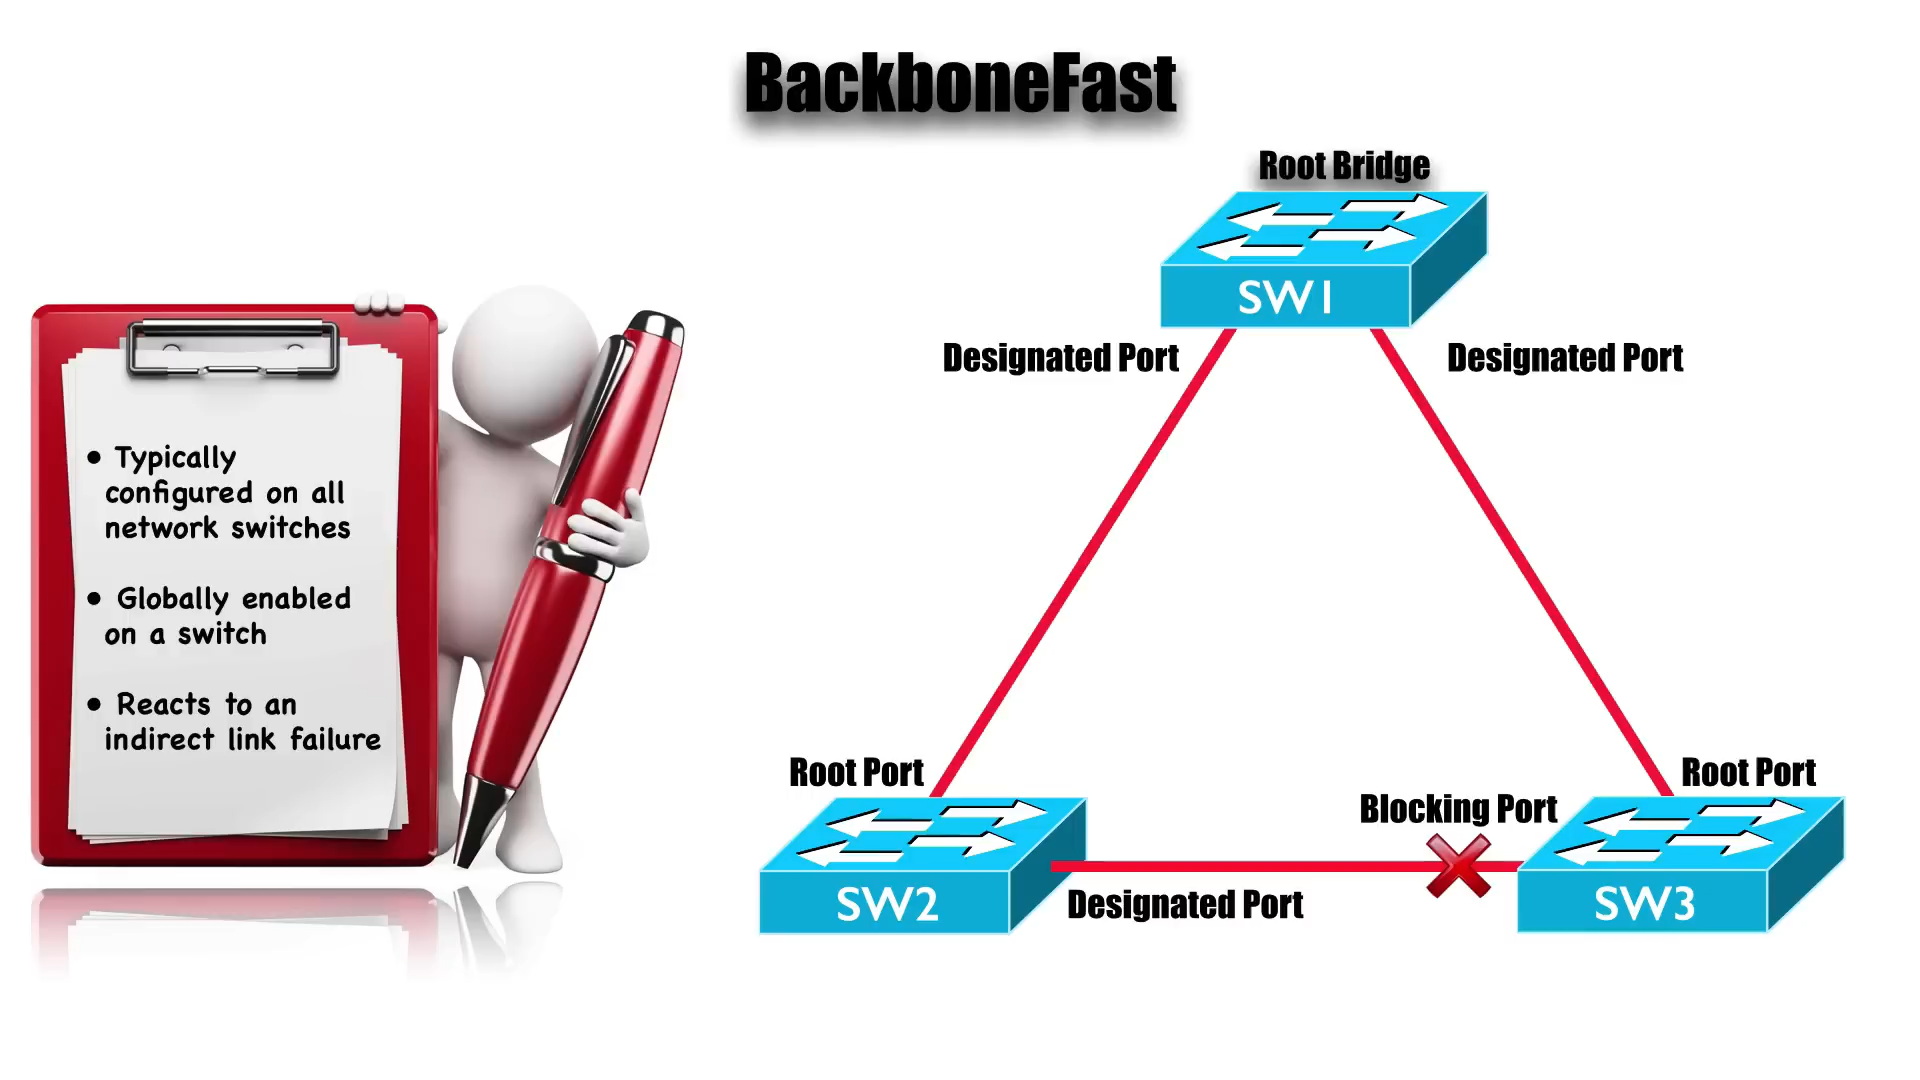 BackboneFast
Root Bridge
SW1
Designated Port
Designated Port
• Typically
configured on all
network switches
• Globally enabled
on a switch
• Reacts to an
indirect link failure
Root Port
Root Port
Blocking Port
SW2
Designated Port
SW3